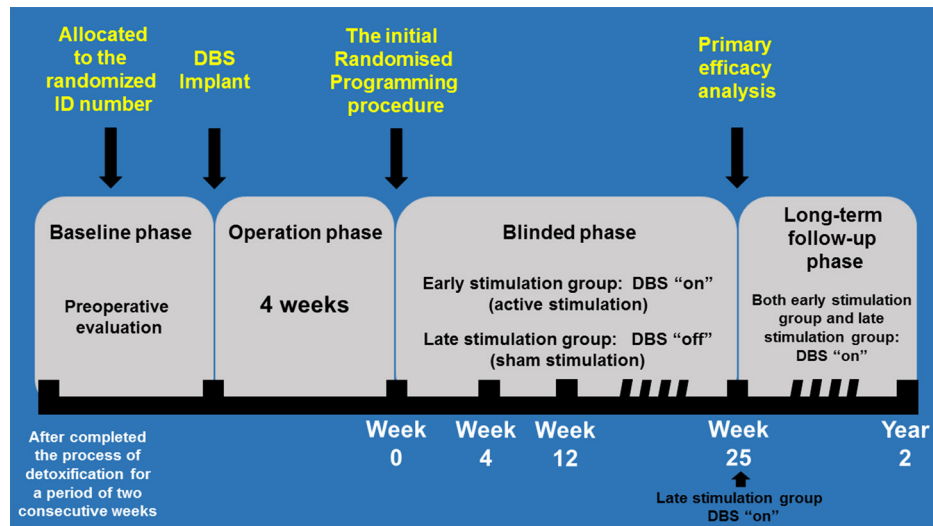 Allocated
to the
randomized
ID number
DBS
Implant
The initial
Randomised
Programming
procedure
Primary
efficacy
analysis
Baseline phase
Preoperative
evaluation
Operation phase
4 weeks
Blinded phase
Early stimulation group: DBS “on”
(active stimulation)
Late stimulation group: DBS “off”
(sham stimulation)
Long-term
follow-up
phase
Both early stimulation
group and late
stimulation group:
DBS “on”
After completed
the process of
detoxification for
a period of two
consecutive weeks
Week
0
Week
4
Week
12
Week
25
Year
2
Late stimulation group
DBS “on”